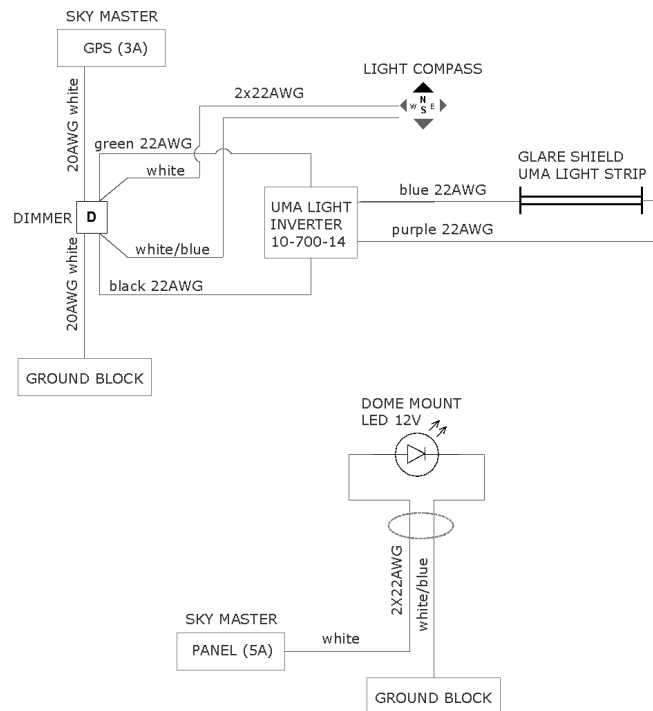 SKY MASTER
GPS (3A)
LIGHT COMPASS
2x22AWG
N
W E
S
20AWG white
green 22AWG
white
GLARE SHIELD
UMA LIGHT STRIP
blue 22AWG
DIMMER
D
UMA LIGHT
INVERTER
10-700-14
purple 22AWG
white/blue
20AWG white
black 22AWG
GROUND BLOCK
DOME MOUNT
LED 12V
2X22AWG
white/blue
SKY MASTER
white
PANEL (5A)
GROUND BLOCK